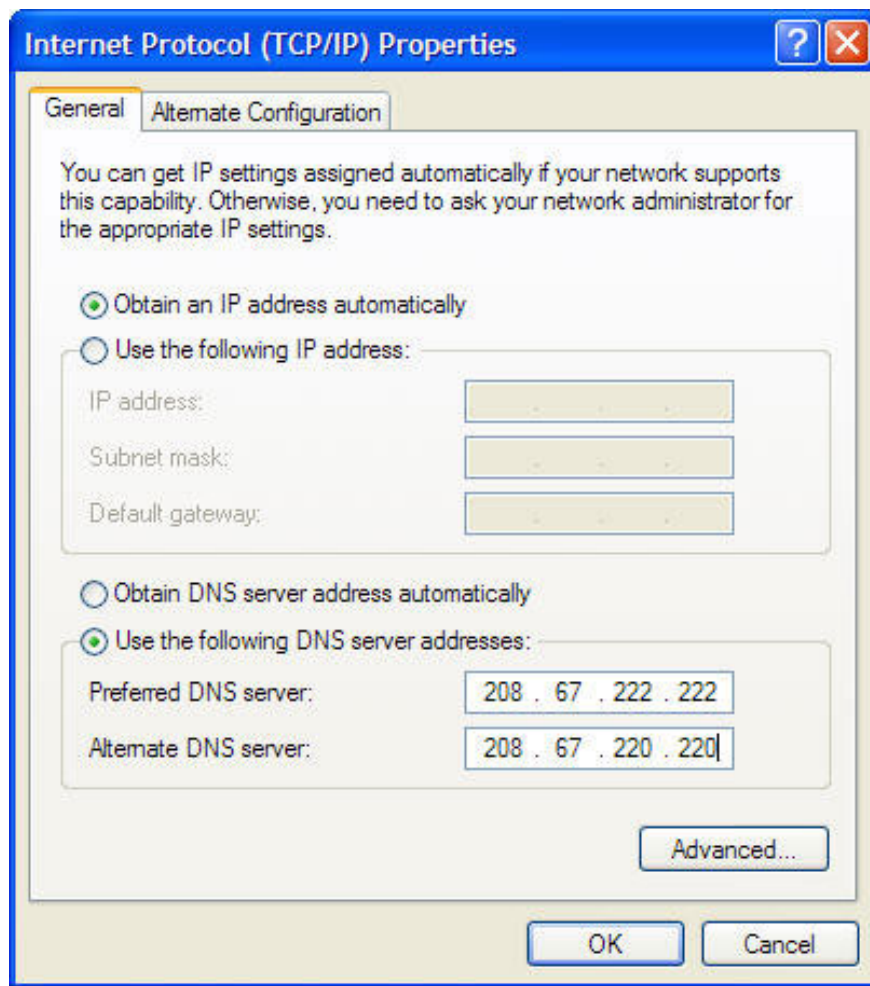 Internet Protocol (TCP/IP) Properties
?
General
Alternate Configuration
You can get IP settings assigned automatically if your network supports
this capability. Otherwise, you need to ask your network administrator for
the appropriate IP settings.
Obtain an IP address automatically
Use the following IP address:
IP address:
Subnet mask:
Default gateway:
Obtain DNS server address automatically
Use the following DNS server addresses:
Preferred DNS server: 208 . 67 . 222 . 222
Alternate DNS server: 208 . 67 . 220 . 220
Advanced...
OK Cancel